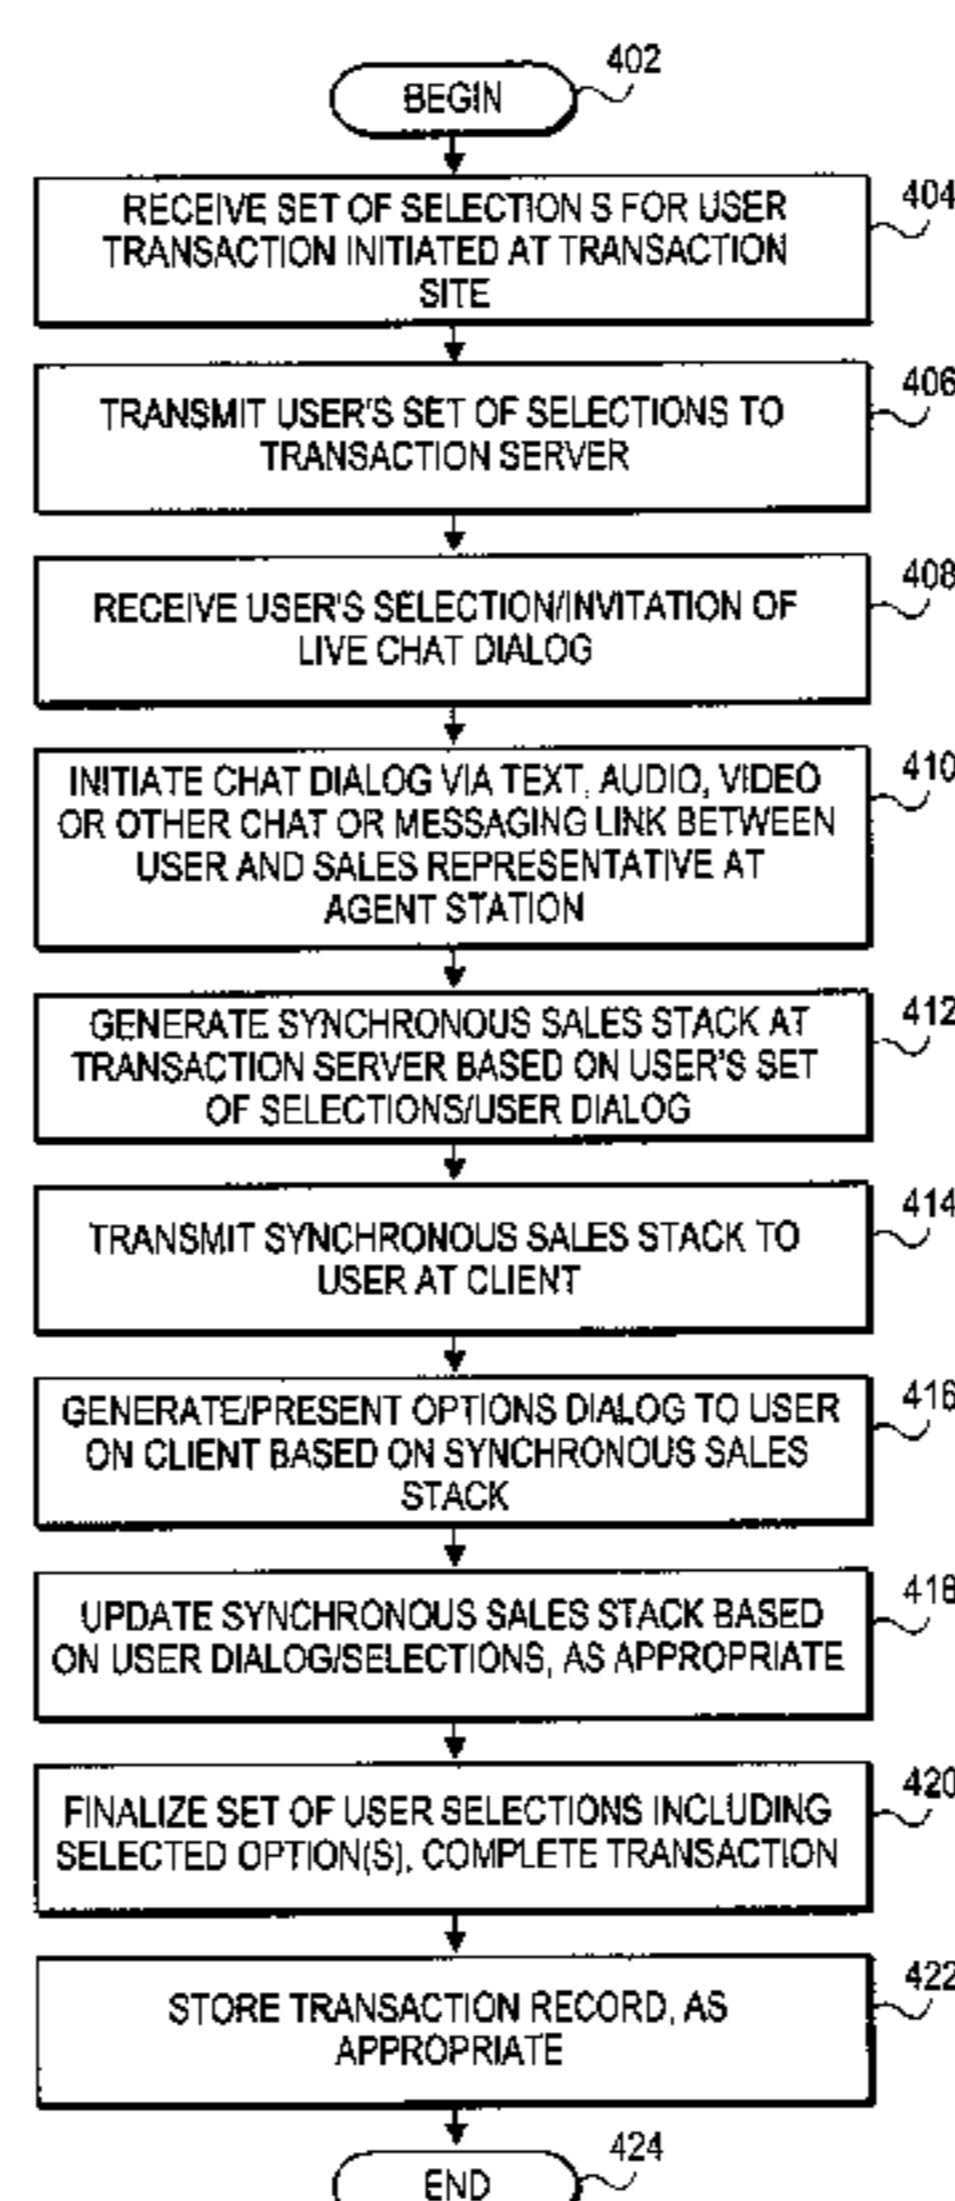 402
BEGIN
404
RECEIVE SET OF SELECTION S FOR USER
TRANSACTION INITIATED AT TRANSACTION
SITE
406
TRANSMIT USER'S SET OF SELECTIONS TO
TRANSACTION SERVER
408
RECEIVE USER'S SELECTION/INVITATION OF
LIVE CHAT DIALOG
410
INITIATE CHAT DIALOG VIA TEXT, AUDIO, VIDEO
OR OTHER CHAT OR MESSAGING LINK BETWEEN
USER AND SALES REPRESENTATIVE AT
AGENT STATION
412
GENERATE SYNCHRONOUS SALES STACK AT
TRANSACTION SERVER BASED ON USER'S SET
OF SELECTIONS/USER DIALOG
414
TRANSMIT SYNCHRONOUS SALES STACK TO
USER AT CLIENT
416
GENERATE/PRESENT OPTIONS DIALOG TO USER
ON CLIENT BASED ON SYNCHRONOUS SALES
STACK
418
UPDATE SYNCHRONOUS SALES STACK BASED
ON USER DIALOG/SELECTIONS, AS APPROPRIATE
420
FINALIZE SET OF USER SELECTIONS INCLUDING
SELECTED OPTION(S), COMPLETE TRANSACTION
422
STORE TRANSACTION RECORD, AS
APPROPRIATE
424
END